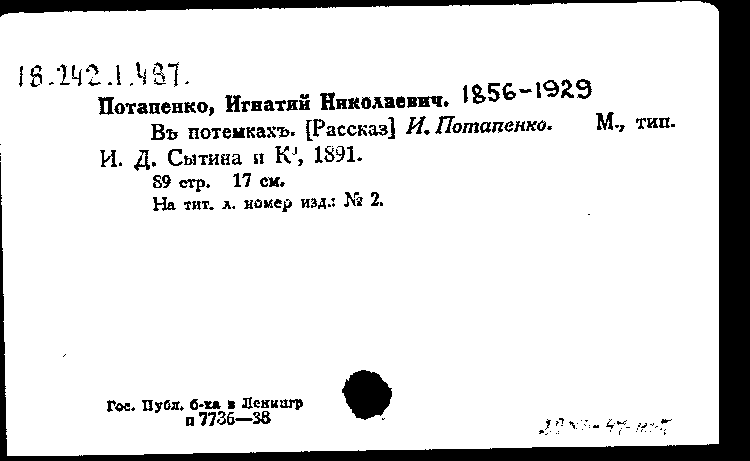 18.242.1.487.
Потапенко, Игнатий Николаевич. 1856-1929
Въ потемкахъ. [Рассказ] И. Потапенко. М., тип.
И. Д. Сытина и Кº, 1891.
89 стр. 17 см.
На тит. л. номер изд.: № 2.
Гос. Публ. б-ка в Ленингр
п 7736—38